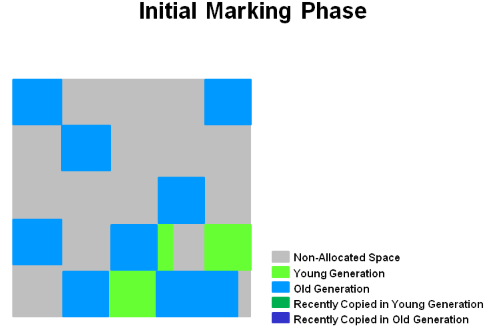 Initial Marking Phase
Non-Allocated Space
Young Generation
Old Generation
Recently Copied in Young Generation
Recently Copied in Old Generation